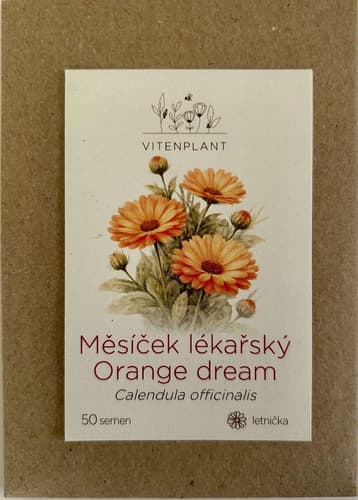 VITENPLANT
Měsíček lékařský
Orange dream
Calendula officinalis
50 semen
letnička